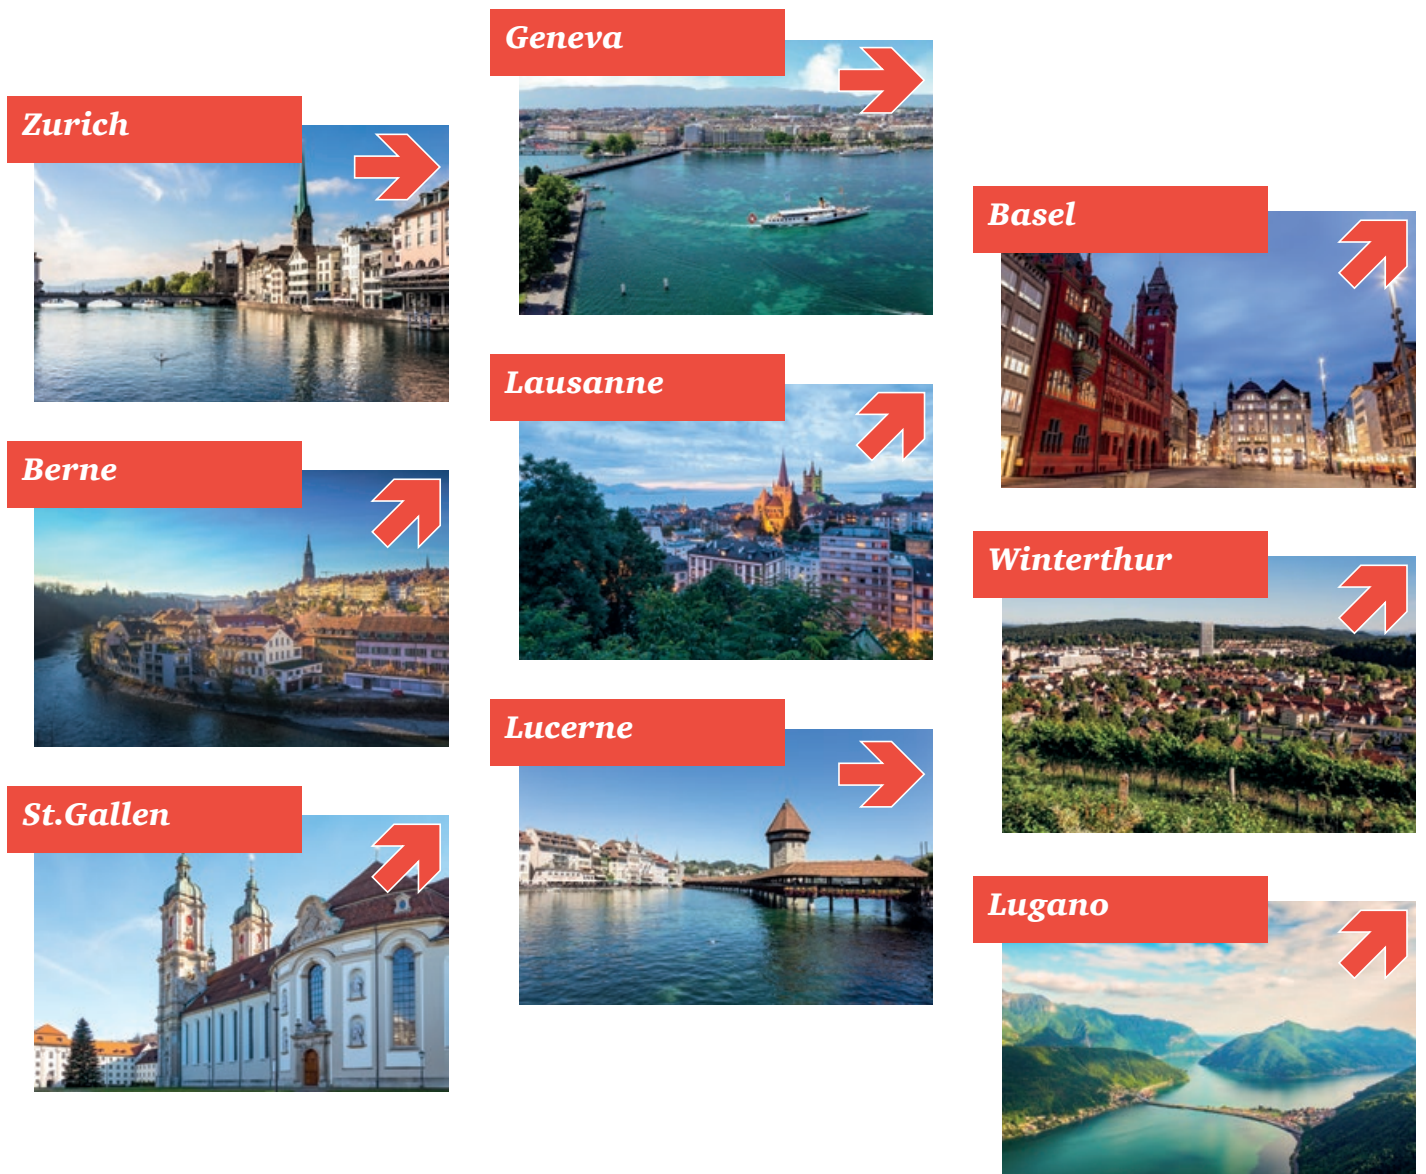 Zurich
Berne
St.Gallen
Geneva
Lausanne
Lucerne
Basel
Winterthur
Lugano